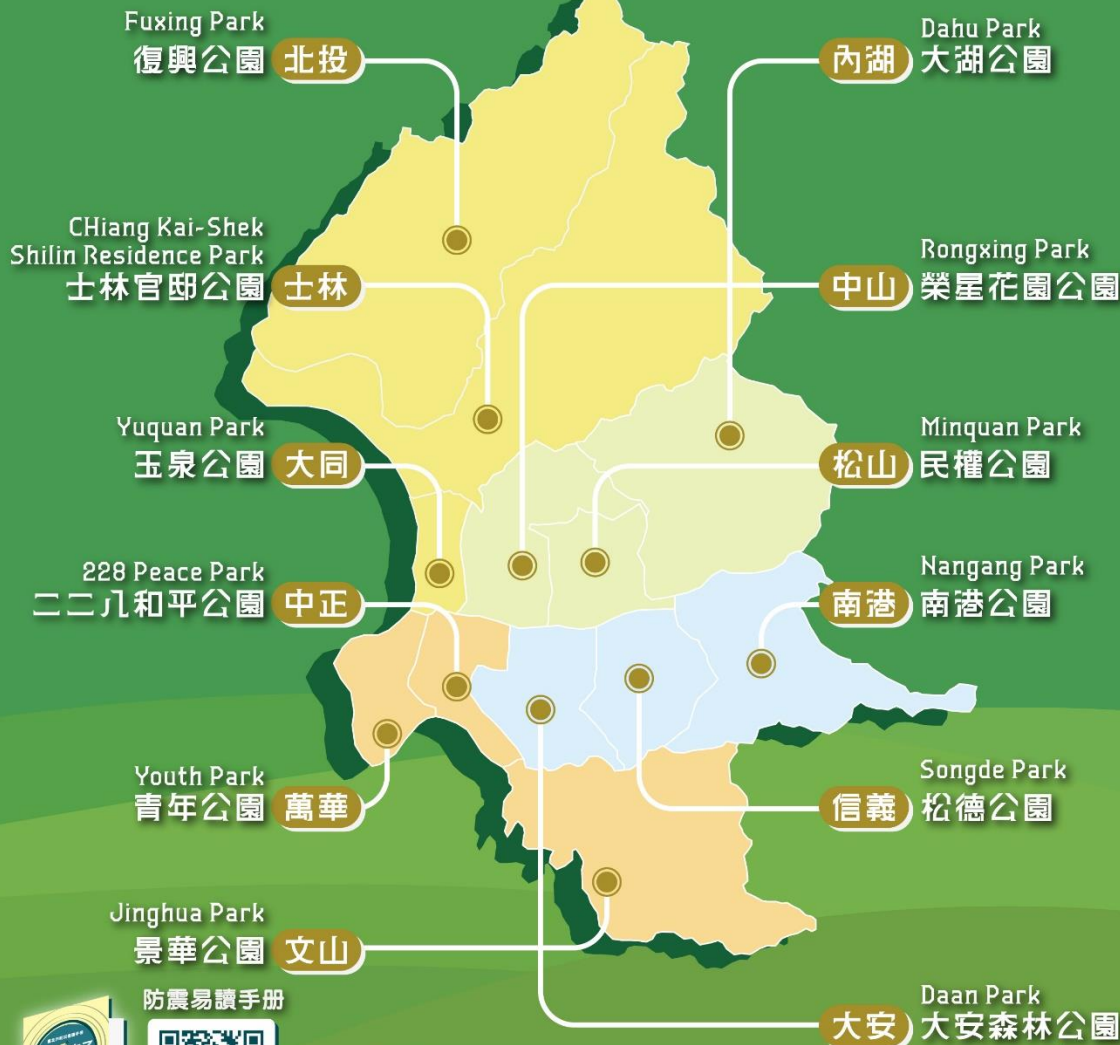 Fuxing Park
復興公園 北投
CHiang Kai-Shek
Shilin Residence Park
士林官邸公園 士林
Yuquan Park
玉泉公園 大同
228 Peace Park
二二八和平公園 中正
Youth Park
青年公園 萬華
Jinghua Park
景華公園 文山
防震易讀手冊
Dahu Park
內湖 大湖公園
Rongxing Park
中山 榮星花園公園
Minquan Park
松山 民權公園
Nangang Park
南港 南港公園
Songde Park
信義 松德公園
Daan Park
大安 大安森林公園